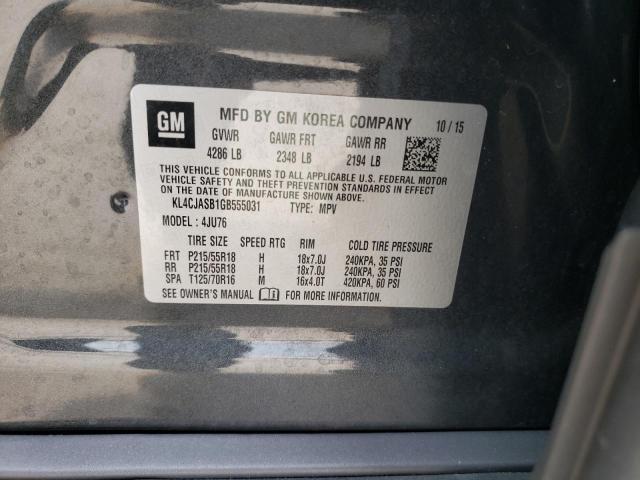 GM
MFD BY GM KOREA COMPANY 10/15
GVWR GAWR FRT GAWR RR
4286 LB 2348 LB 2194 LB
THIS VEHICLE CONFORMS TO ALL APPLICABLE U.S. FEDERAL MOTOR
VEHICLE SAFETY, BUMPER, AND THEFT PREVENTION STANDARDS IN EFFECT
ON THE DATE OF MANUFACTURE SHOWN ABOVE.
KL4CJASB1GB555031 TYPE: MPV
MODEL : 4JU76
TIRE SIZE SPEED RTG RIM COLD TIRE PRESSURE
FRT P215/55R18 H 18x7.0J 240KPA, 35 PSI
RR P215/55R18 H 18x7.0J 240KPA, 35 PSI
SPA T125/70R16 M 16x4.0T 420KPA, 60 PSI
SEE OWNER'S MANUAL FOR MORE INFORMATION.